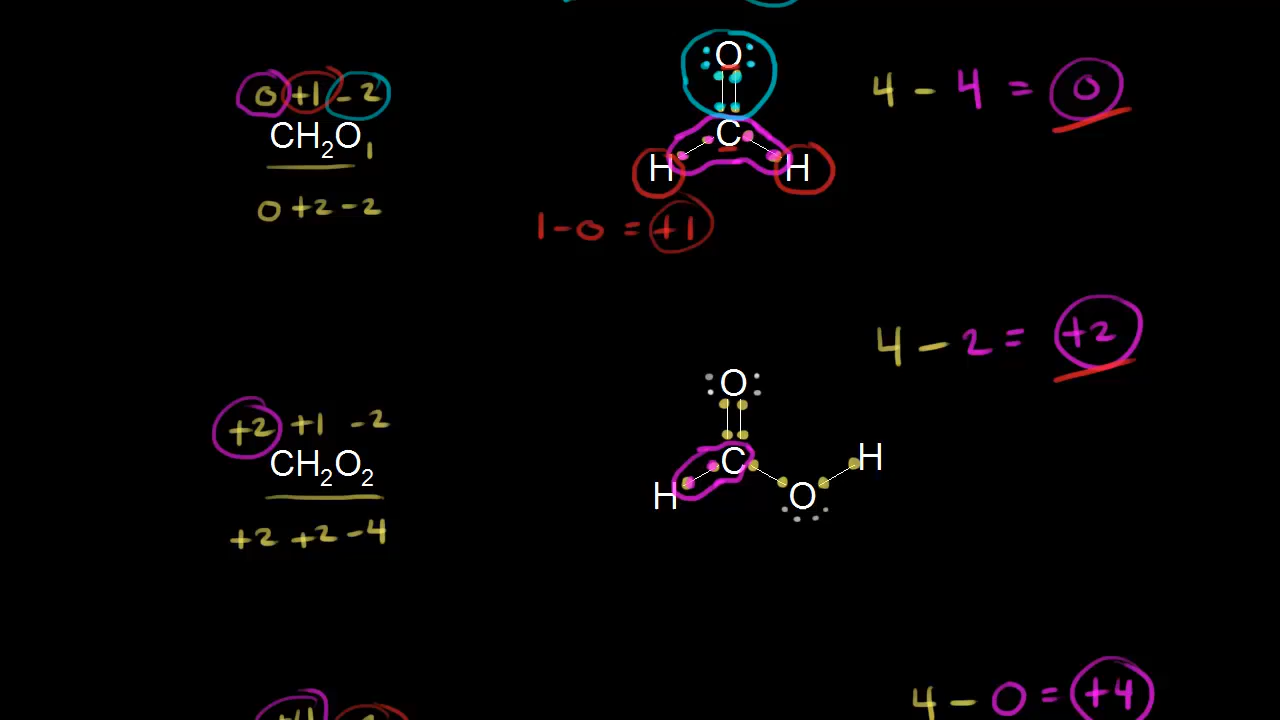 0 +1 -2
CH₂O₁
0 +2 -2
O
C
H H
4 - 4 = 0
1 - 0 = +1
+2 +1 -2
CH₂O₂
+2 +2 -4
O
C H
H O
4 - 2 = +2
4 - 0 = +4